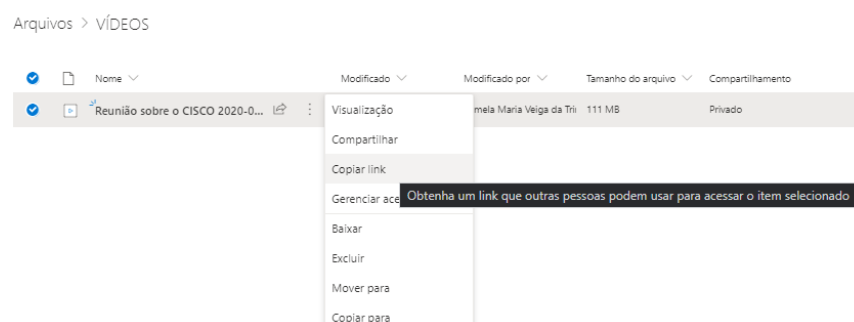 Arquivos > VÍDEOS
Nome Modificado Modificado por Tamanho do arquivo Compartilhamento
Reunião sobre o CISCO 2020-0... mela Maria Veiga da Tri 111 MB Privado
Visualização
Compartilhar
Copiar link
Obtenha um link que outras pessoas podem usar para acessar o item selecionado
Gerenciar ace
Baixar
Excluir
Mover para
Copiar para